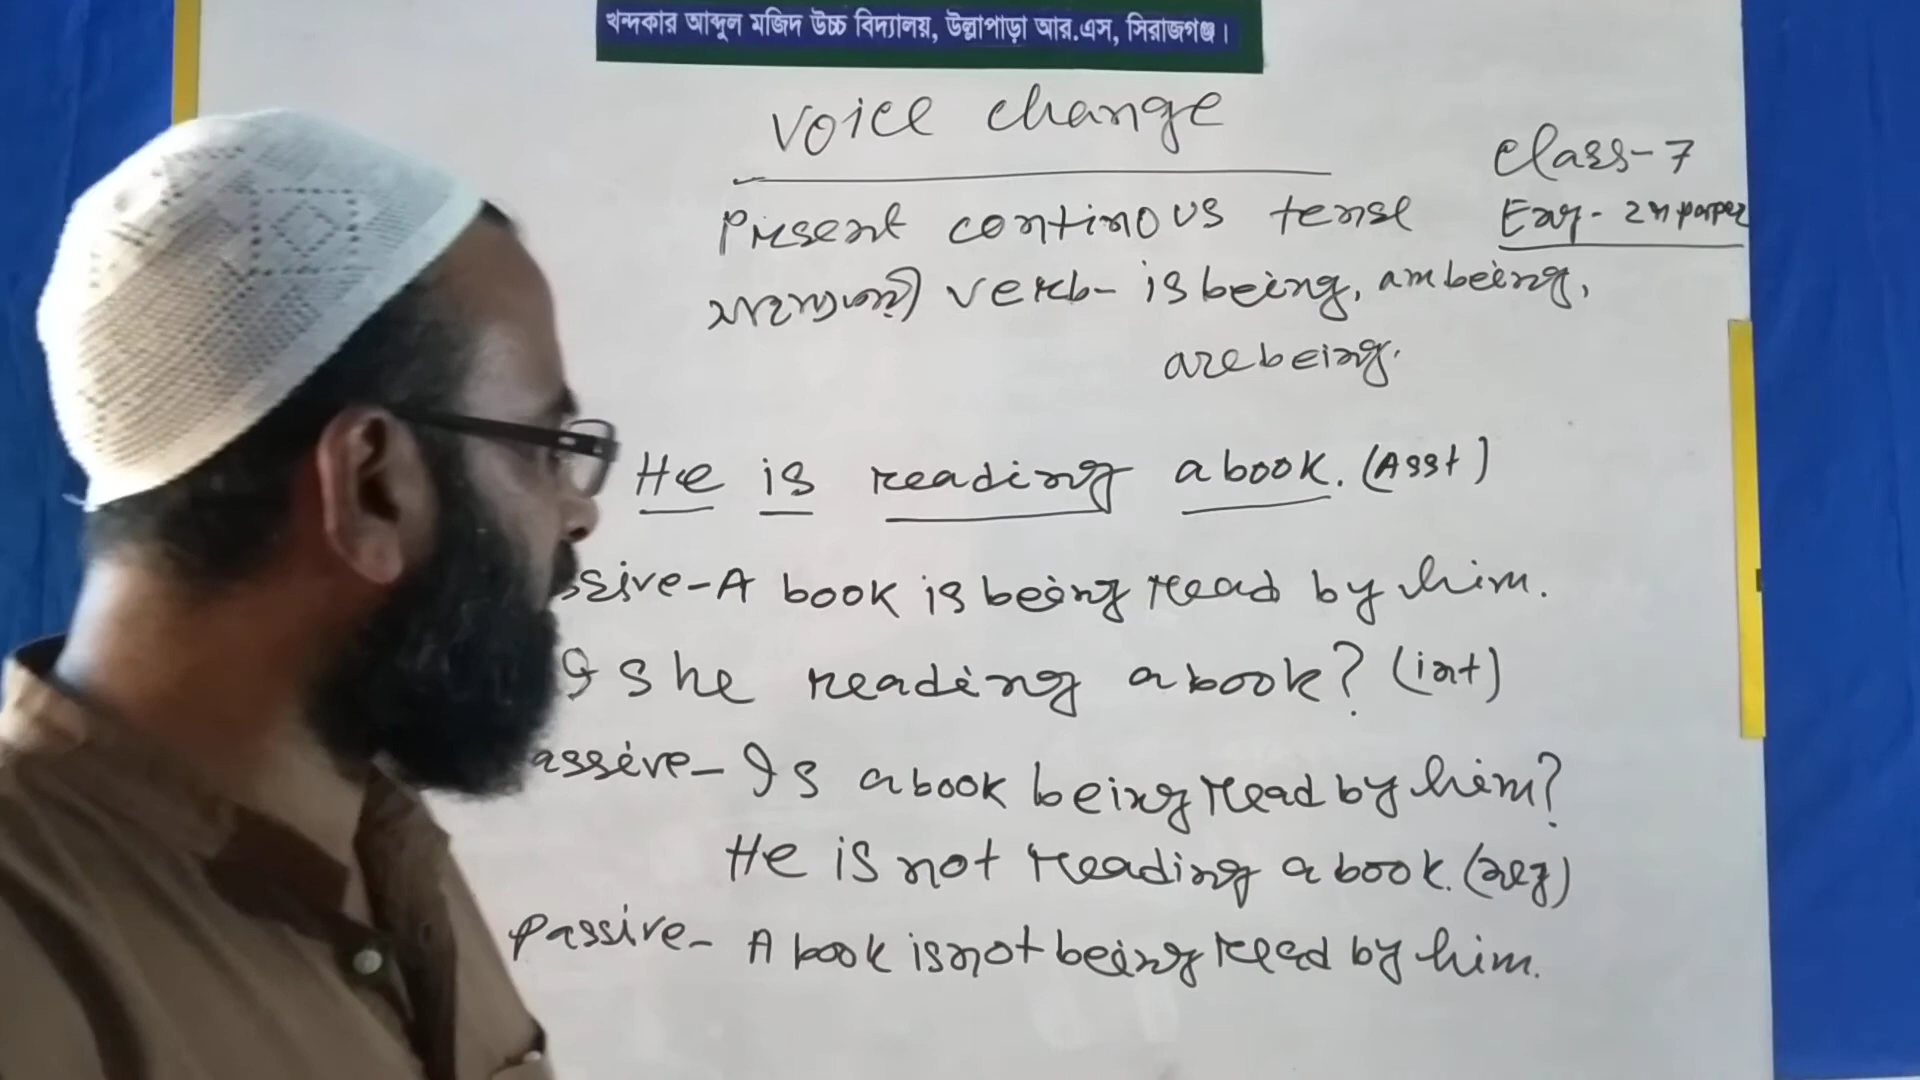 খন্দকার আব্দুল মজিদ উচ্চ বিদ্যালয়, উল্লাপাড়া আর.এস, সিরাজগঞ্জ।
voice change
class-7
Eng- 2n paper
Present continous tense
সাহায্যকারী verb- is being, am being,
are being.
He is reading a book. (Asst)
ssive-A book is being read by him.
Is he reading a book? (int)
assive- Is a book being read by him?
He is not reading a book. (neg)
passive- A book is not being read by him.